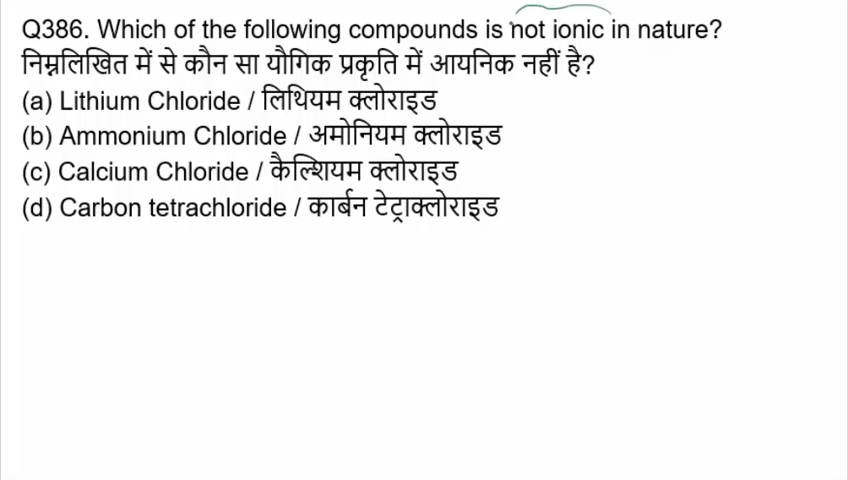 Q386. Which of the following compounds is not ionic in nature?
निम्नलिखित में से कौन सा यौगिक प्रकृति में आयनिक नहीं है?
(a) Lithium Chloride / लिथियम क्लोराइड
(b) Ammonium Chloride / अमोनियम क्लोराइड
(c) Calcium Chloride / कैल्शियम क्लोराइड
(d) Carbon tetrachloride / कार्बन टेट्राक्लोराइड